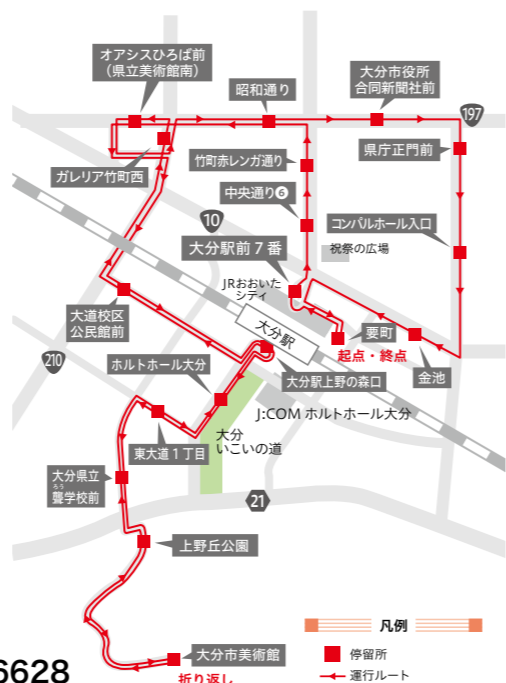 オアシスひろば前
（県立美術館南）
昭和通り
大分市役所
合同新聞社前
197
県庁正門前
ガレリア竹町西
竹町赤レンガ通り
中央通り❻
10
コンパルホール入口
大分駅前7番
祝祭の広場
JRおおいた
シティ
大道校区
公民館前
大分駅
要町
起点・終点
金池
210
ホルトホール大分
大分駅上野の森口
J:COM ホルトホール大分
東大道1丁目
大分
いこいの道
大分県立
ろう
聾学校前
21
上野丘公園
大分市美術館
折り返し
凡例
停留所
運行ルート
6628